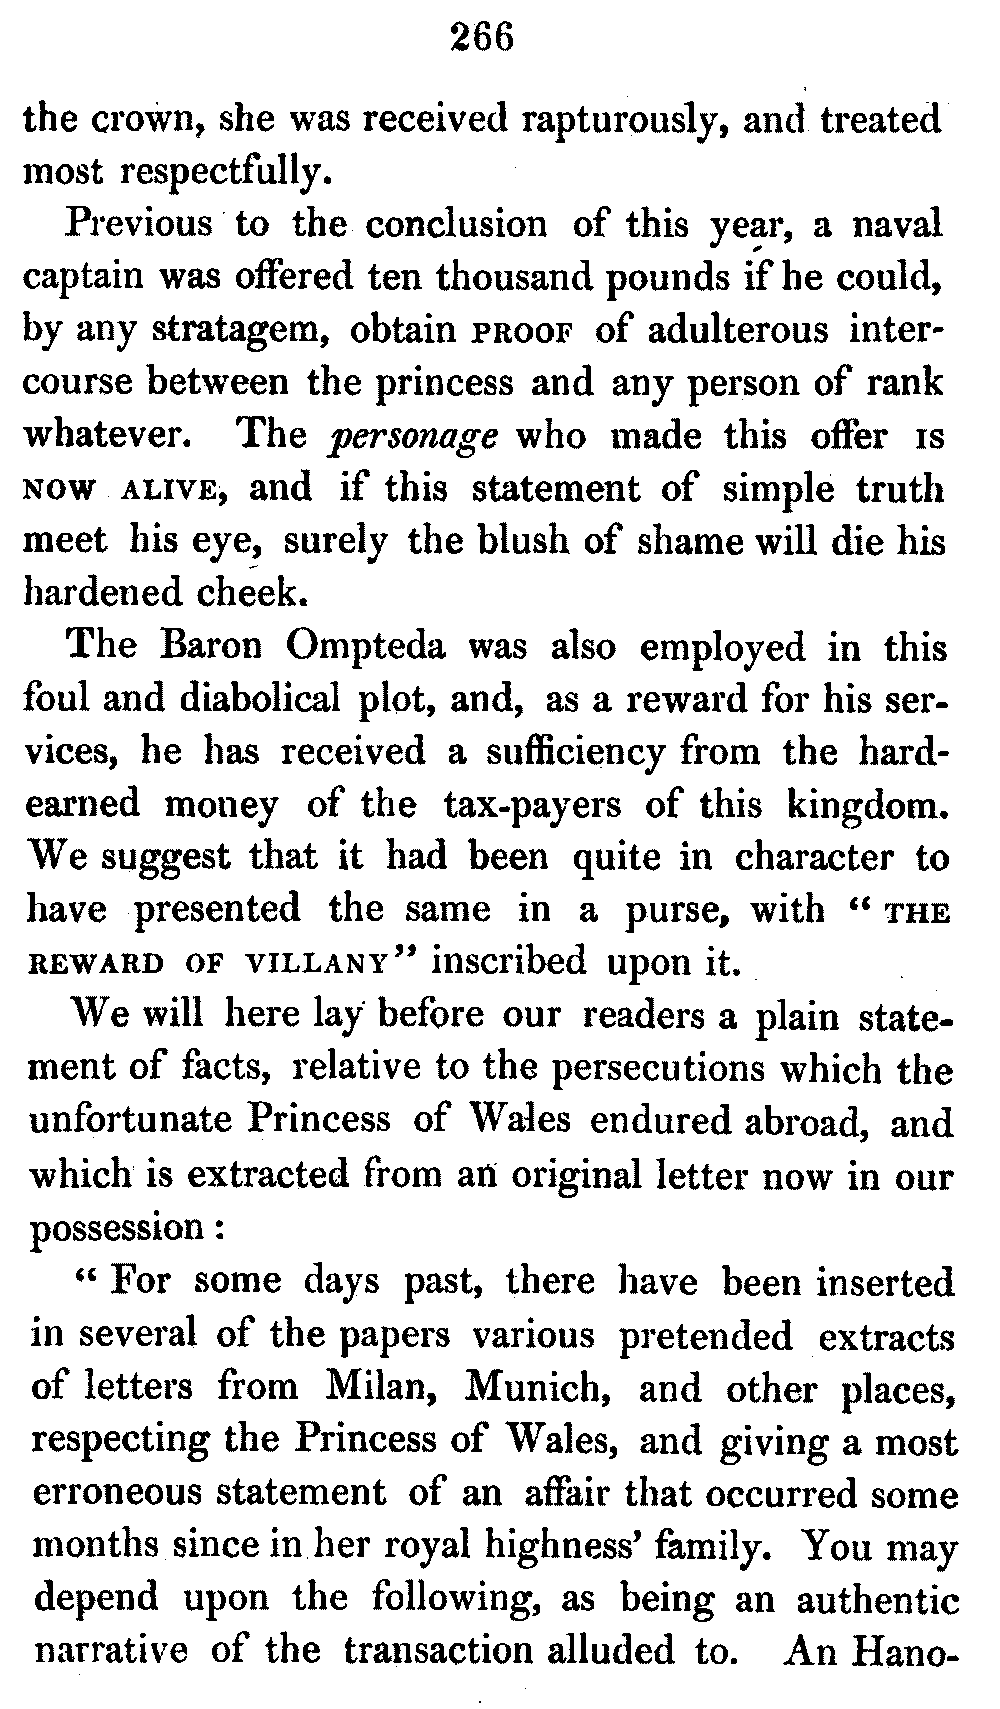 266
the crown, she was received rapturously, and treated
most respectfully.
Previous to the conclusion of this year, a naval
captain was offered ten thousand pounds if he could,
by any stratagem, obtain PROOF of adulterous inter-
course between the princess and any person of rank
whatever. The personage who made this offer IS
NOW ALIVE, and if this statement of simple truth
meet his eye, surely the blush of shame will die his
hardened cheek.
The Baron Ompteda was also employed in this
foul and diabolical plot, and, as a reward for his ser-
vices, he has received a sufficiency from the hard-
earned money of the tax-payers of this kingdom.
We suggest that it had been quite in character to
have presented the same in a purse, with “ THE
REWARD OF VILLANY” inscribed upon it.
We will here lay before our readers a plain state-
ment of facts, relative to the persecutions which the
unfortunate Princess of Wales endured abroad, and
which is extracted from an original letter now in our
possession :
“ For some days past, there have been inserted
in several of the papers various pretended extracts
of letters from Milan, Munich, and other places,
respecting the Princess of Wales, and giving a most
erroneous statement of an affair that occurred some
months since in her royal highness’ family. You may
depend upon the following, as being an authentic
narrative of the transaction alluded to. An Hano-